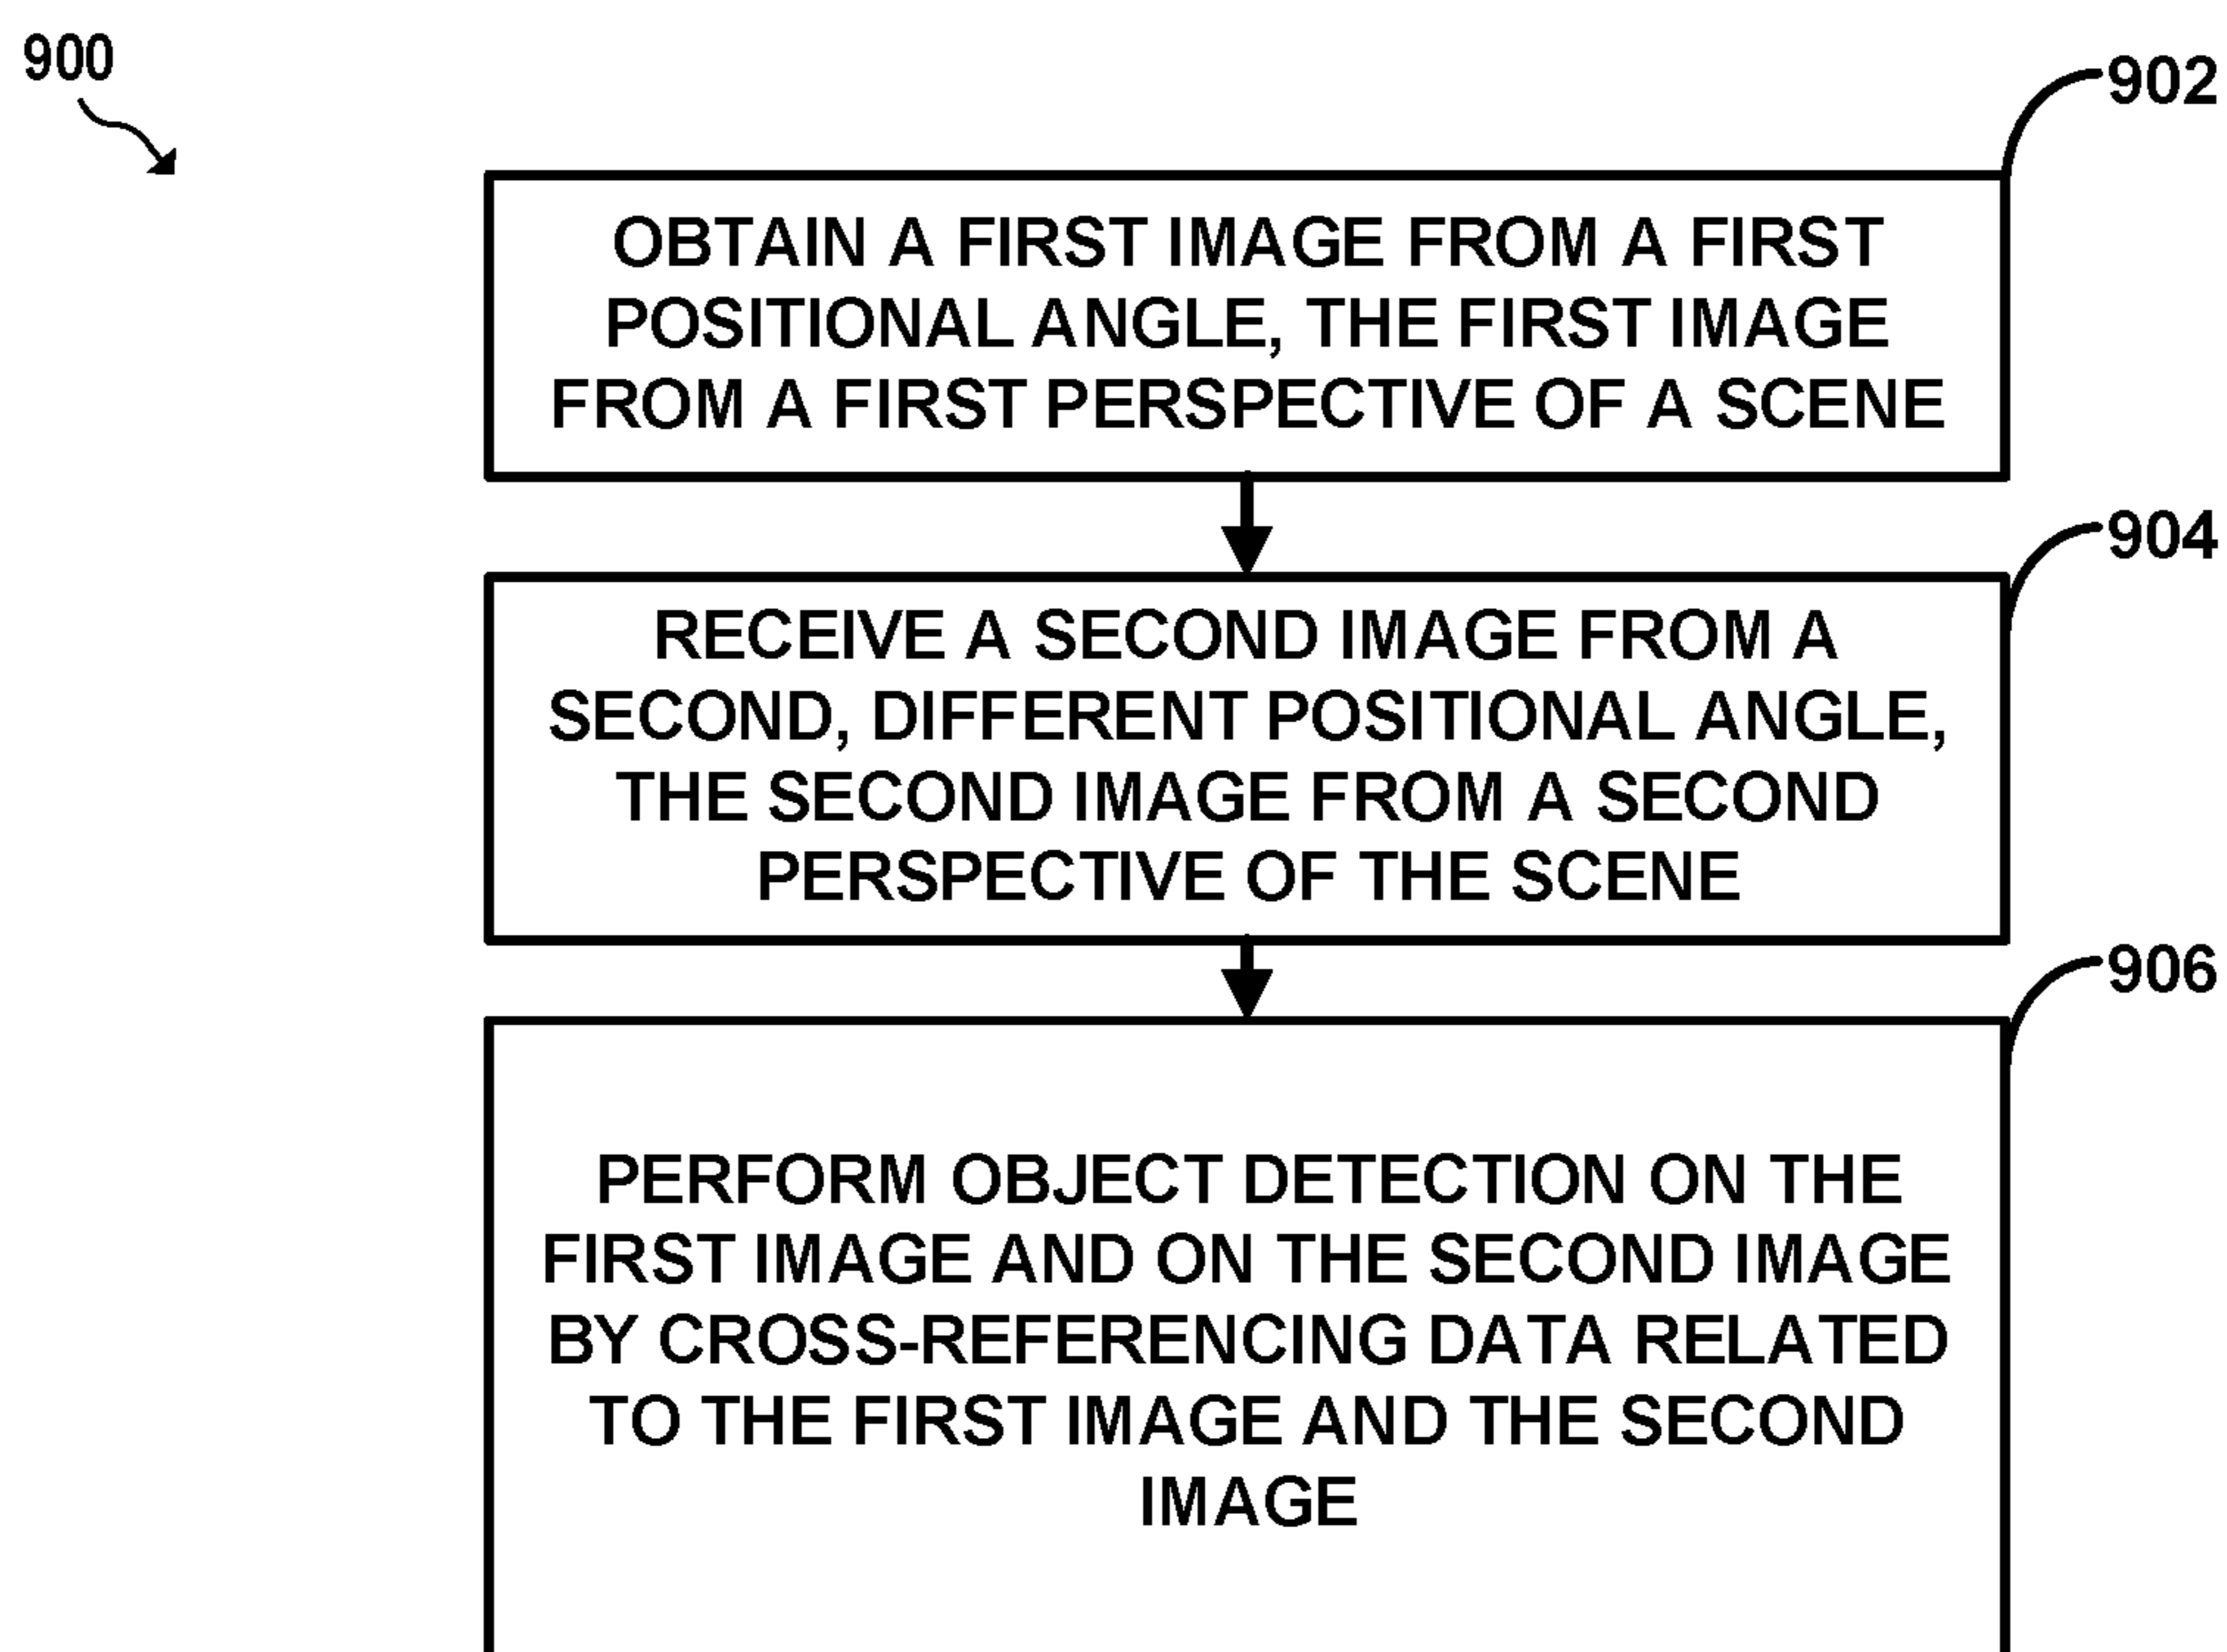 900
902
OBTAIN A FIRST IMAGE FROM A FIRST
POSITIONAL ANGLE, THE FIRST IMAGE
FROM A FIRST PERSPECTIVE OF A SCENE
904
RECEIVE A SECOND IMAGE FROM A
SECOND, DIFFERENT POSITIONAL ANGLE,
THE SECOND IMAGE FROM A SECOND
PERSPECTIVE OF THE SCENE
906
PERFORM OBJECT DETECTION ON THE
FIRST IMAGE AND ON THE SECOND IMAGE
BY CROSS-REFERENCING DATA RELATED
TO THE FIRST IMAGE AND THE SECOND
IMAGE